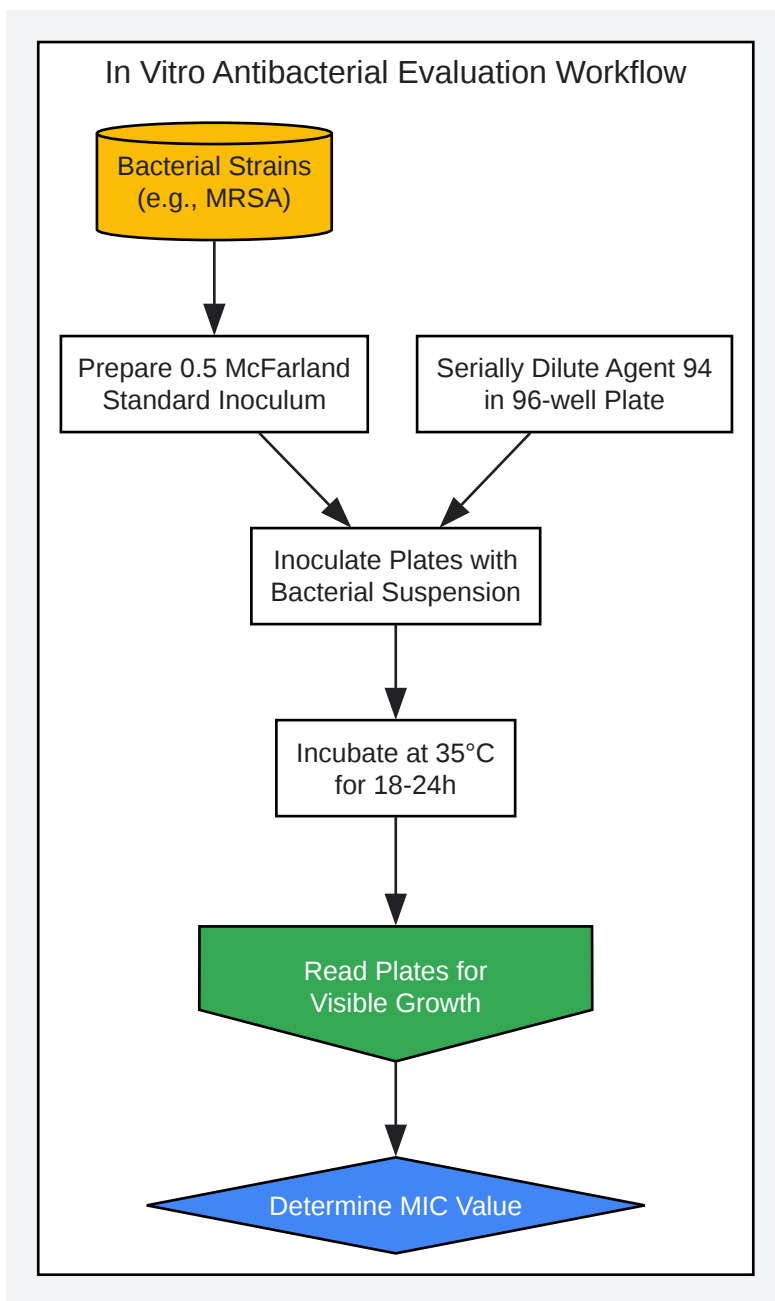 In Vitro Antibacterial Evaluation Workflow
Bacterial Strains
(e.g., MRSA)
Prepare 0.5 McFarland
Standard Inoculum
Serially Dilute Agent 94
in 96-well Plate
Inoculate Plates with
Bacterial Suspension
Incubate at 35°C
for 18-24h
Read Plates for
Visible Growth
Determine MIC Value